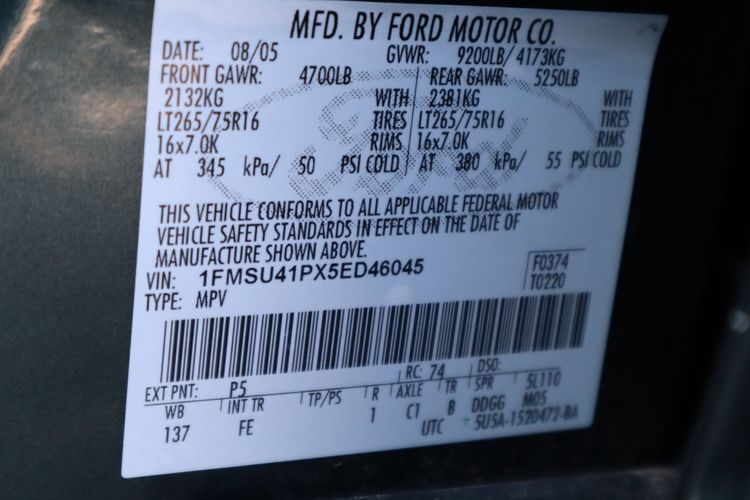 MFD. BY FORD MOTOR CO.
DATE: 08/05 GVWR: 9200LB/ 4173KG
FRONT GAWR: 4700LB REAR GAWR: 5250LB
2132KG WITH 2381KG WITH
LT265/75R16 TIRES LT265/75R16 TIRES
16x7.0K RIMS 16x7.0K RIMS
AT 345 kPa/ 50 PSI COLD AT 380 kPa/ 55 PSI COLD
THIS VEHICLE CONFORMS TO ALL APPLICABLE FEDERAL MOTOR
VEHICLE SAFETY STANDARDS IN EFFECT ON THE DATE OF
MANUFACTURE SHOWN ABOVE.
VIN: 1FMSU41PX5ED46045 F0374
TYPE: MPV T0220
EXT PNT: P5 RC: 74 DSO:
WB INT TR TP/PS R AXLE TR SPR 5L110
137 FE 1 C1 B DDGG M05
UTC 5U5A-1520472-BA